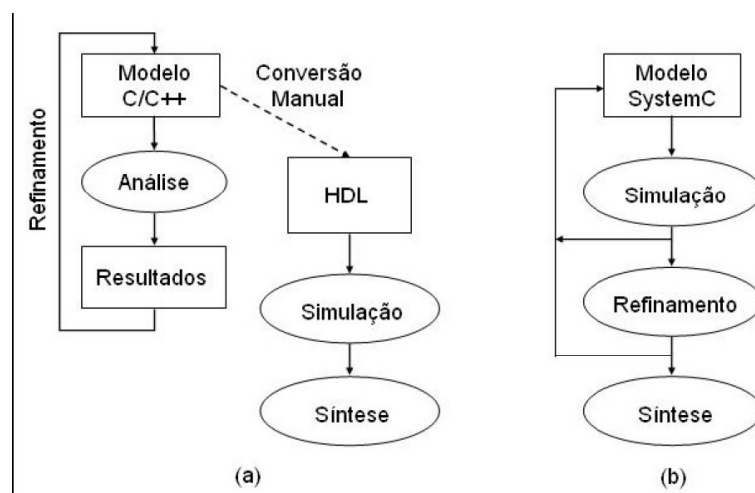 Modelo
C/C++
Conversão
Manual
Refinamento
Análise
HDL
Resultados
Simulação
Síntese
(a)
Modelo
SystemC
Simulação
Refinamento
Síntese
(b)